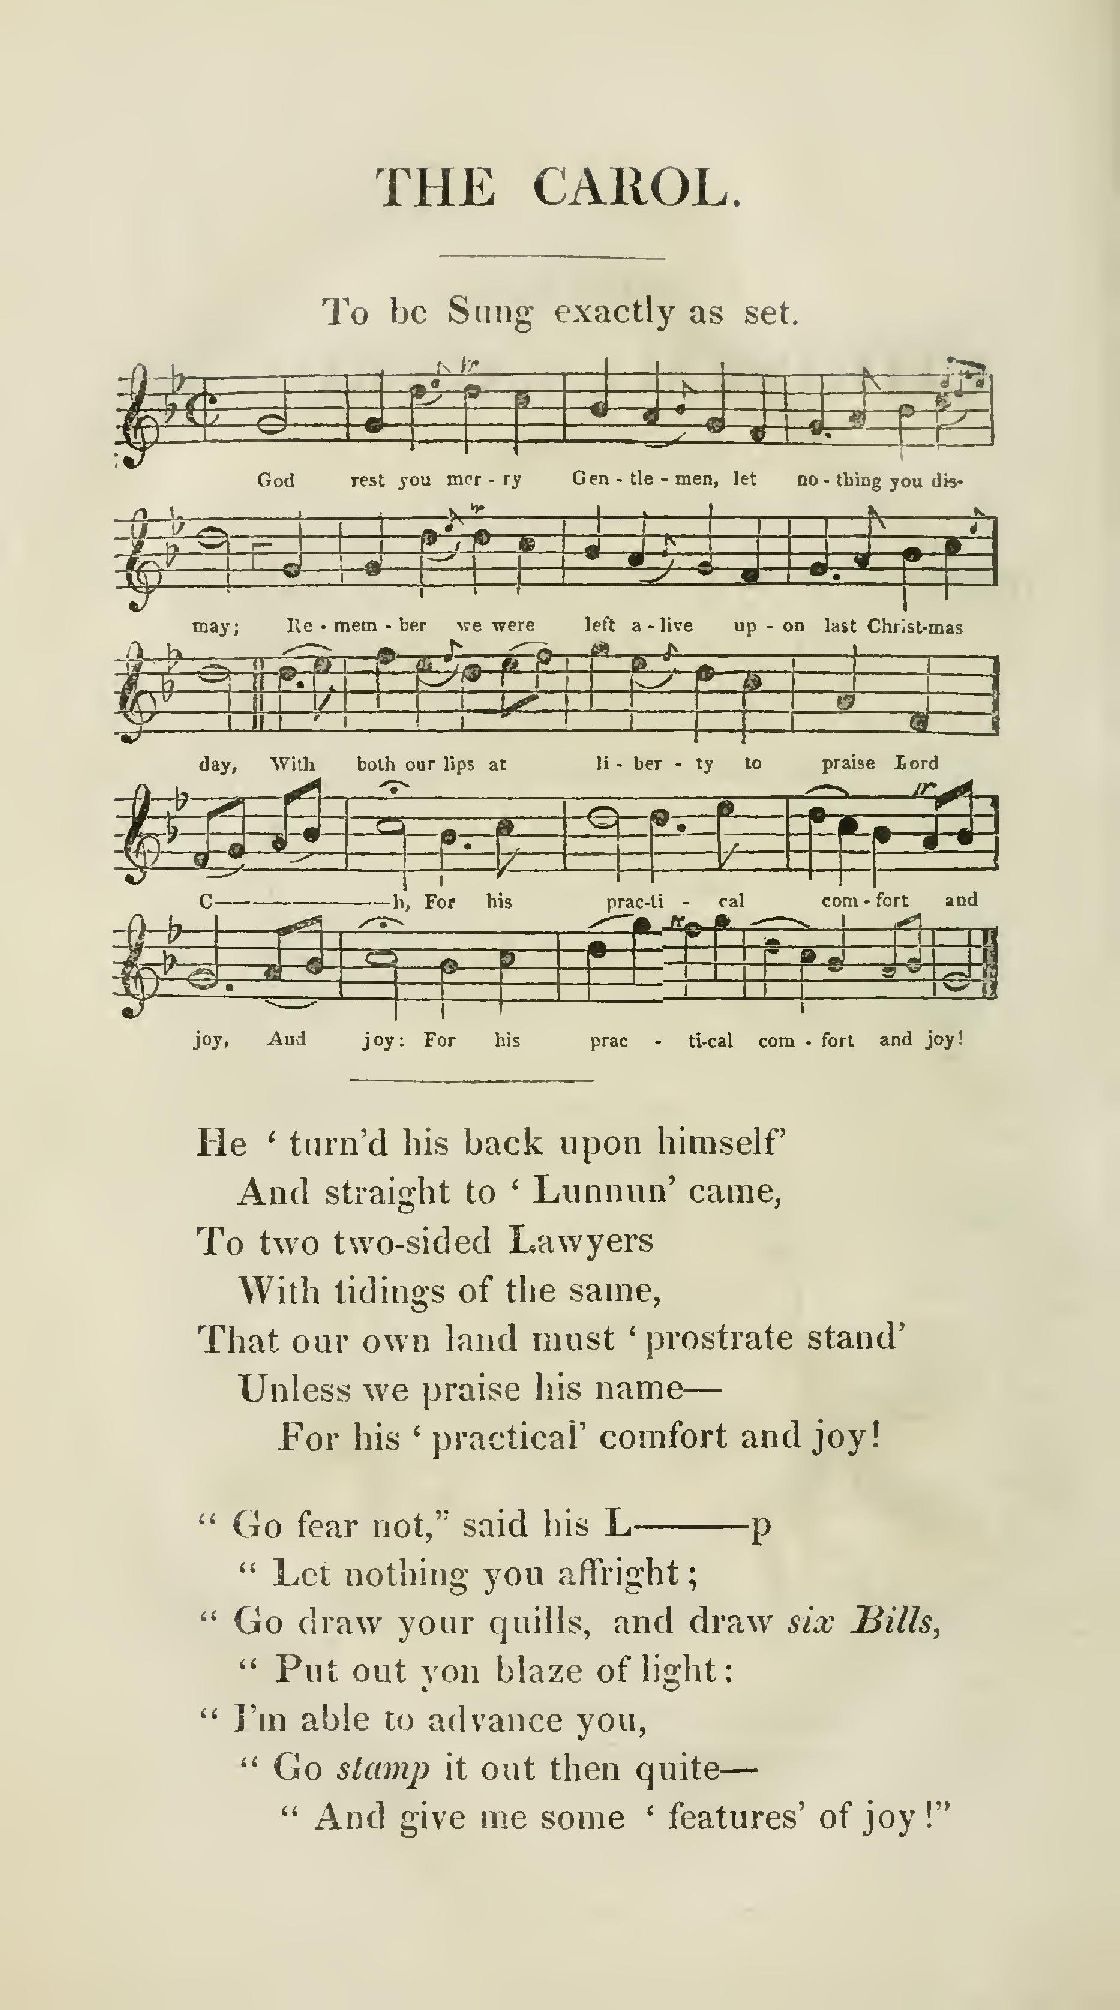 THE CAROL.
To be Sung exactly as set.
God rest you mer - ry Gen - tle - men, let no - thing you dis-
may; Re - mem - ber we were left a - live up - on last Christ-mas
day, With both our lips at li - ber - ty to praise Lord
C————h, For his prac-ti - cal com - fort and
joy, And joy: For his prac - ti-cal com - fort and joy!
He ‘ turn’d his back upon himself’
And straight to ‘ Lunnun’ came,
To two two-sided Lawyers
With tidings of the same,
That our own land must ‘ prostrate stand’
Unless we praise his name—
For his ‘ practical’ comfort and joy!
“ Go fear not,” said his L———p
“ Let nothing you affright ;
“ Go draw your quills, and draw six Bills,
“ Put out yon blaze of light :
“ I’m able to advance you,
“ Go stamp it out then quite—
“ And give me some ‘ features’ of joy !”